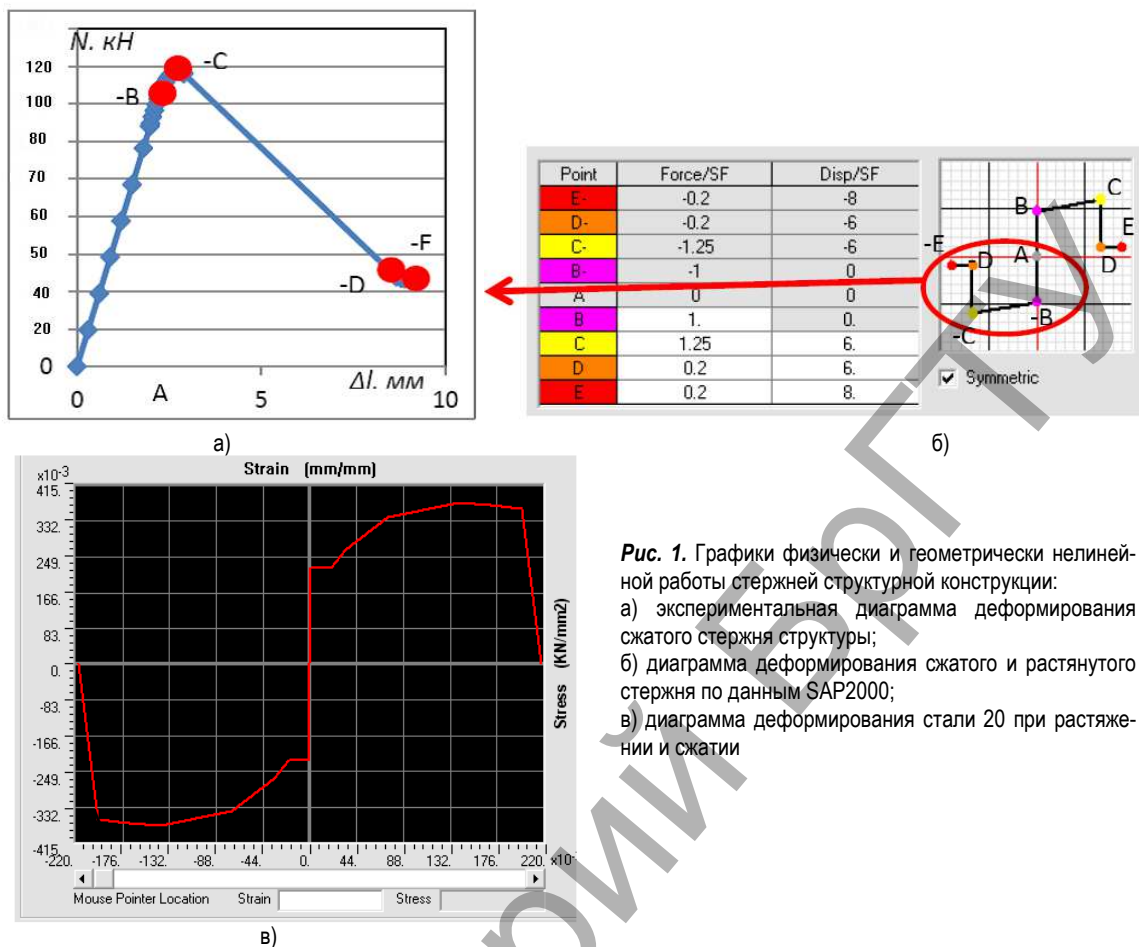 N. кН
120
100
80
70
60
50
40
20
0
-C
-B
-D
-F
0
A
5
Δl. мм
10
а)
Point Force/SF Disp/SF
E- -0.2 -8
D- -0.2 -6
C- -1.25 -6
B- -1 0
A 0 0
B 1. 0.
C 1.25 6.
D 0.2 6.
E 0.2 8.
C
B
E
-E
-D
A
D
-B
-C
Symmetric
б)
Strain (mm/mm)
x10-3
415.
332.
249.
166.
83.
0.
-83.
-166.
-249.
-332.
-415.
Stress (KN/mm2)
-220. -176. -132. -88. -44. 0. 44. 88. 132. 176. 220. x10-
Mouse Pointer Location Strain Stress
в)
Рис. 1. Графики физически и геометрически нелиней-
ной работы стержней структурной конструкции:
а) экспериментальная диаграмма деформирования
сжатого стержня структуры;
б) диаграмма деформирования сжатого и растянутого
стержня по данным SAP2000;
в) диаграмма деформирования стали 20 при растяже-
нии и сжатии
рий БрГТУ